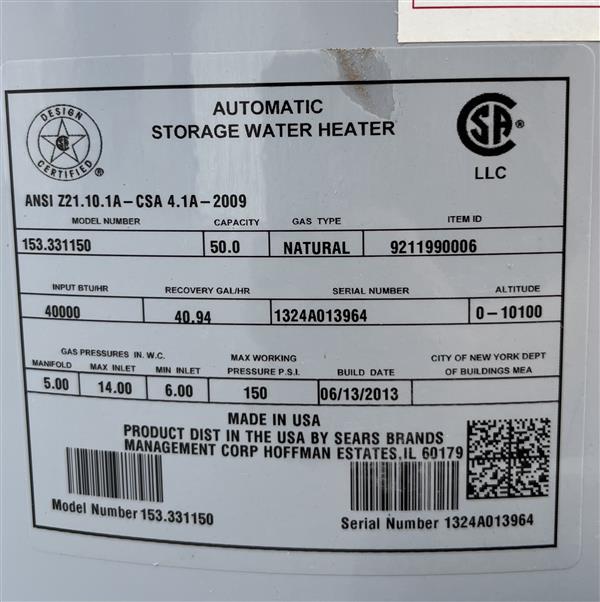 DESIGN
CERTIFIED
AUTOMATIC
STORAGE WATER HEATER
CSA ®
LLC
ANSI Z21.10.1A–CSA 4.1A–2009
MODEL NUMBER CAPACITY GAS TYPE ITEM ID
153.331150 50.0 NATURAL 9211990006
INPUT BTU/HR RECOVERY GAL/HR SERIAL NUMBER ALTITUDE
40000 40.94 1324A013964 0–10100
GAS PRESSURES IN. W.C. MAX WORKING CITY OF NEW YORK DEPT
MANIFOLD MAX INLET MIN INLET PRESSURE P.S.I. BUILD DATE OF BUILDINGS MEA
5.00 14.00 6.00 150 06/13/2013
MADE IN USA
PRODUCT DIST IN THE USA BY SEARS BRANDS
MANAGEMENT CORP HOFFMAN ESTATES,IL 60179
Model Number 153.331150
Serial Number 1324A013964